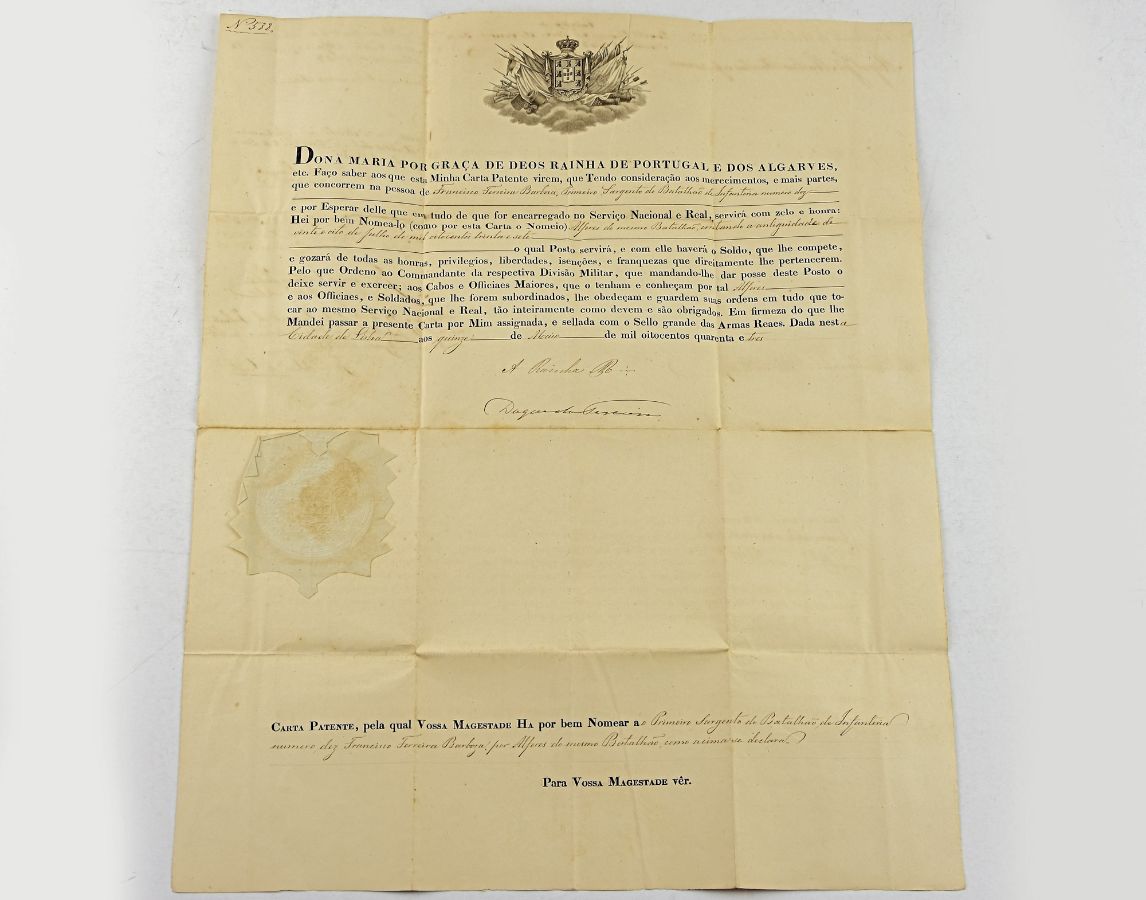 Nº 538.
DONA MARIA POR GRAÇA DE DEOS RAINHA DE PORTUGAL E DOS ALGARVES,
etc. Faço saber aos que esta Minha Carta Patente virem, que Tendo consideração aos merecimentos, e mais partes,
que concorrem na pessoa de Francisco Ferreira Barboza, Primeiro Sargento do Batalhão de Infanteria numero dez
e por Esperar delle que em tudo de que for encarregado no Serviço Nacional e Real, servirá com zelo e honra:
Hei por bem Nomea-lo (como por esta Carta o Nomeio) Alferes do mesmo Batalhão, contando a antiguidade de
vinte e oito de Julho de mil oitocentos trinta e sete
o qual Posto servirá, e com elle haverá o Soldo, que lhe compete,
e gozará de todas as honras, privilegios, liberdades, isenções, e franquezas que direitamente lhe pertencerem.
Pelo que Ordeno ao Commandante da respectiva Divisão Militar, que mandando-lhe dar posse deste Posto o
deixe servir e exercer; aos Cabos e Officiaes Maiores, que o tenham e conheçam por tal Alferes
e aos Officiaes, e Soldados, que lhe forem subordinados, lhe obedeçam e guardem suas ordens em tudo que to-
car ao mesmo Serviço Nacional e Real, tão inteiramente como devem e são obrigados. Em firmeza do que lhe
Mandei passar a presente Carta por Mim assignada, e sellada com o Sello grande das Armas Reaes. Dada nesta
Cidade de Lisboa aos quinze de Maio de mil oitocentos quarenta e tres
A Rainha R
Duque da Terceira
CARTA PATENTE, pela qual VOSSA MAGESTADE HA por bem Nomear ao Primeiro Sargento do Batalhão de Infanteria
numero dez Francisco Ferreira Barboza, por Alferes do mesmo Batalhão, como acima se declara.
Para VOSSA MAGESTADE vêr.